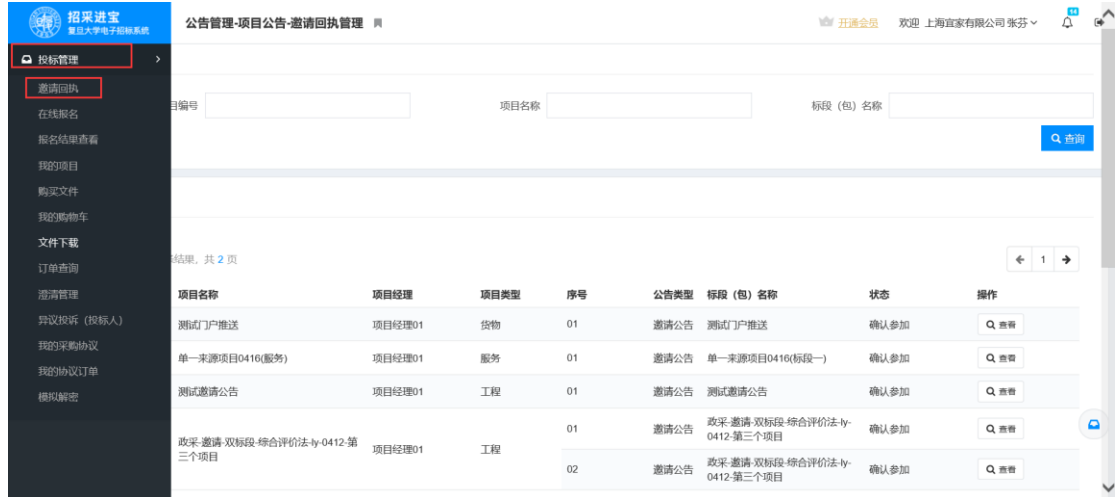 招采进宝
复旦大学电子招标系统
公告管理-项目公告-邀请回执管理
开通会员
欢迎 上海宜家有限公司 张芬
14
投标管理
邀请回执
在线报名
报名结果查看
我的项目
购买文件
我的购物车
文件下载
订单查询
澄清管理
异议投诉（投标人）
我的采购协议
我的协议订单
模拟解密
目编号
项目名称
标段（包）名称
查询
结果，共 2 页
1
项目名称 项目经理 项目类型 序号 公告类型 标段（包）名称 状态 操作
测试门户推送 项目经理01 货物 01 邀请公告 测试门户推送 确认参加 查看
单一来源项目0416(服务) 项目经理01 服务 01 邀请公告 单一来源项目0416(标段一) 确认参加 查看
测试邀请公告 项目经理01 工程 01 邀请公告 测试邀请公告 确认参加 查看
政采-邀请-双标段-综合评价法-ly-0412-第
三个项目
项目经理01 工程
01 邀请公告 政采-邀请-双标段-综合评价法-ly-
0412-第三个项目
确认参加 查看
02 邀请公告 政采-邀请-双标段-综合评价法-ly-
0412-第三个项目
确认参加 查看